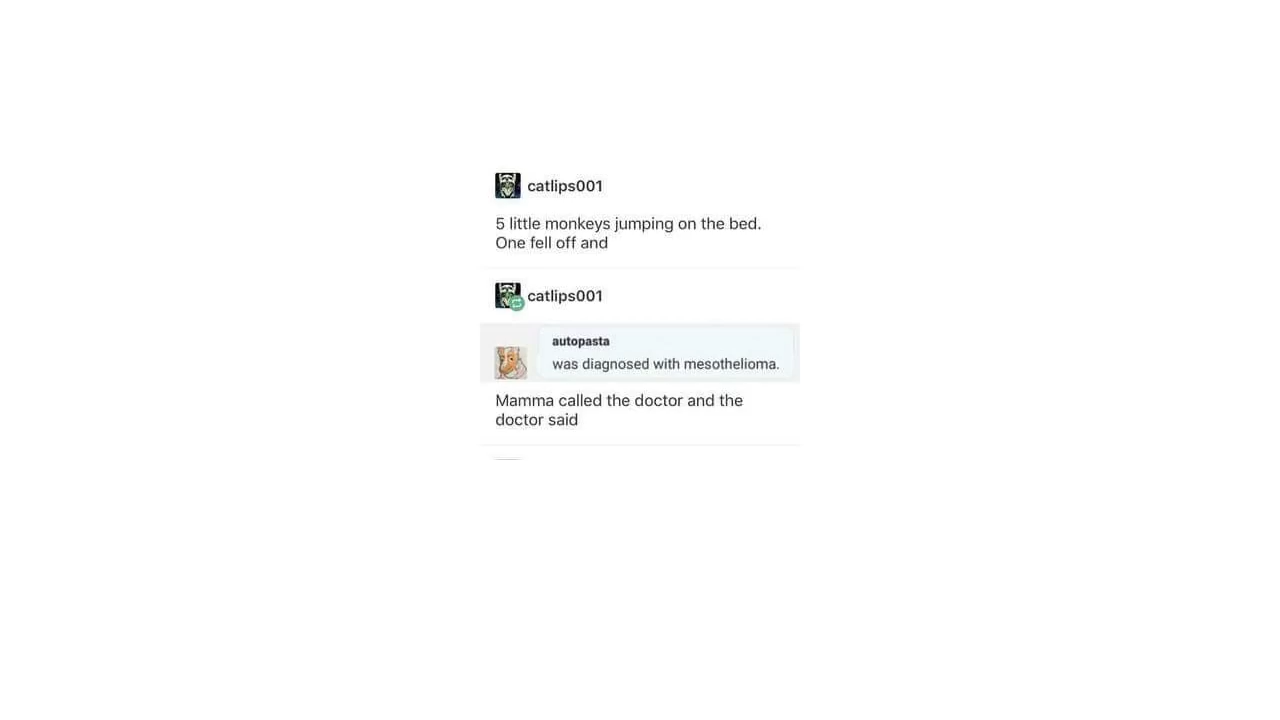 catlips001
5 little monkeys jumping on the bed.
One fell off and
catlips001
autopasta
was diagnosed with mesothelioma.
Mamma called the doctor and the
doctor said